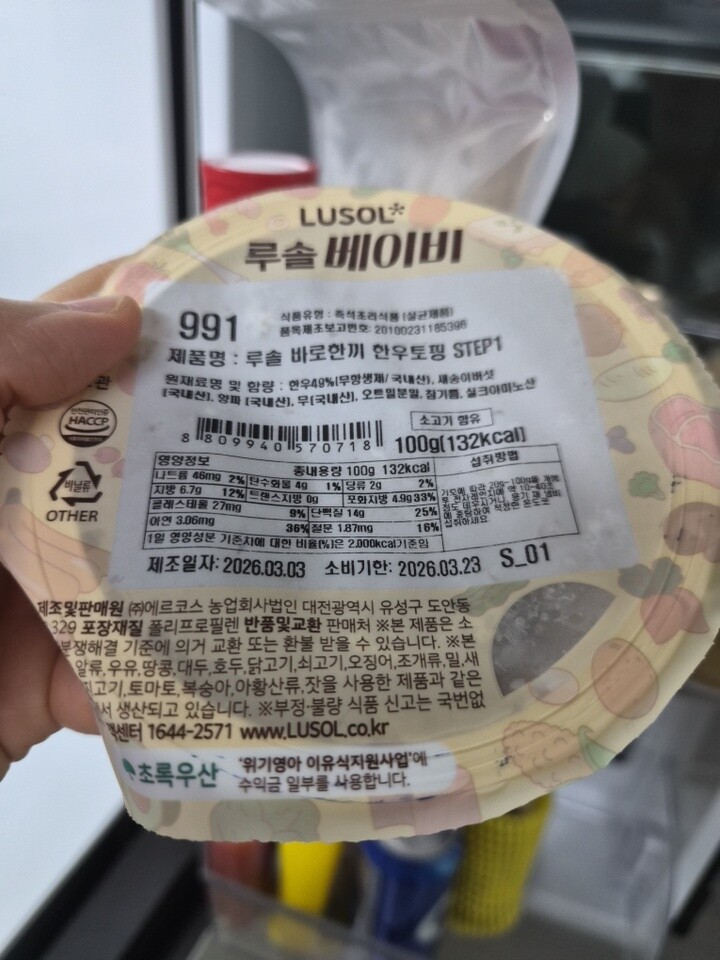 LUSOL*
루솔 베이비
991
식품유형 : 즉석조리식품 (살균제품)
품목제조보고번호: 20100231185398
제품명 : 루솔 바로한끼 한우토핑 STEP1
원재료명 및 함량 : 한우49%[무항생제/국내산], 새송이버섯
[국내산], 양파 [국내산], 무[국내산], 오트밀분말, 참기름, 실크아미노산
소고기 함유
8 809940 570718
100g[132kcal]
영양정보 총내용량 100g 132kcal
나트륨 46mg 2% 탄수화물 4g 1% 당류 2g 2%
지방 6.7g 12% 트랜스지방 0g 포화지방 4.9g 33%
콜레스테롤 27mg 9% 단백질 14g 25%
아연 3.06mg 36% 철분 1.87mg 16%
1일 영양성분 기준치에 대한 비율(%)은 2,000kcal기준임
섭취방법
제조일자: 2026.03.03 소비기한: 2026.03.23 S_01
안전관리인증
HACCP
비닐류
OTHER
제조및판매원 ㈜에르코스 농업회사법인 대전광역시 유성구 도안동
329 포장재질 폴리프로필렌 반품및교환 판매처 ※본 제품은 소
분쟁해결 기준에 의거 교환 또는 환불 받을 수 있습니다. ※본
알류,우유,땅콩,대두,호두,닭고기,쇠고기,오징어,조개류,밀,새
고기,토마토,복숭아,아황산류,잣을 사용한 제품과 같은
서 생산되고 있습니다. ※부정·불량 식품 신고는 국번없
센터 1644-2571 www.LUSOL.co.kr
초록우산
'위기영아 이유식지원사업'에
수익금 일부를 사용합니다.